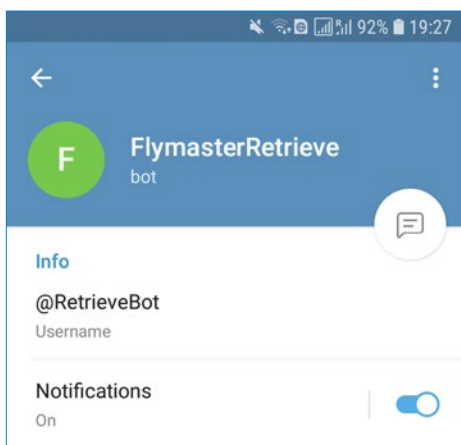 92% 19:27
F
FlymasterRetrieve
bot
Info
@RetrieveBot
Username
Notifications
On